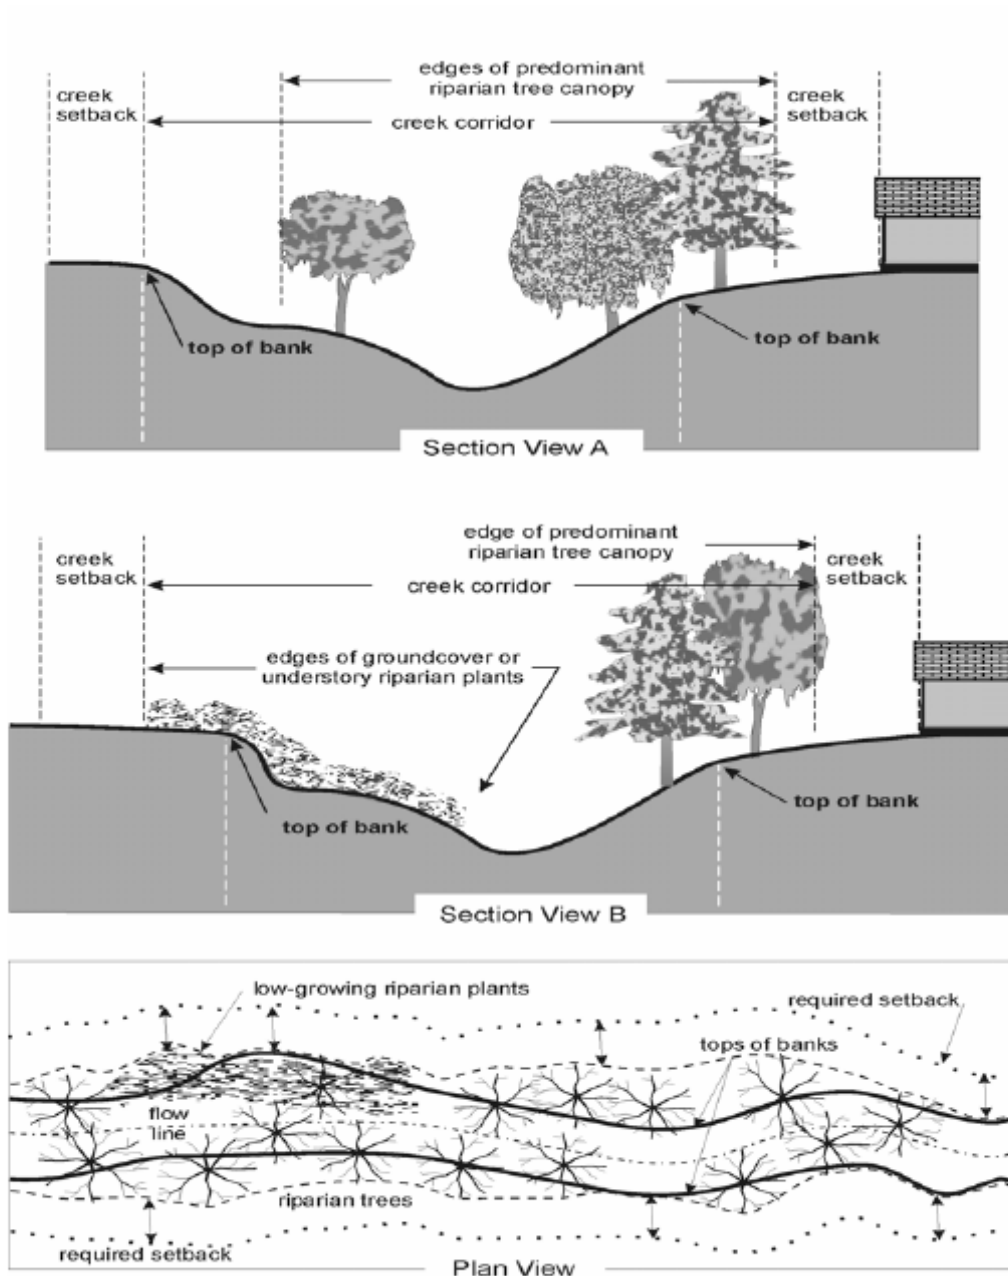 edges of predominant
riparian tree canopy
creek
setback
creek
setback
creek corridor
top of bank
top of bank
Section View A
edge of predominant
riparian tree canopy
creek
setback
creek
setback
creek corridor
edges of groundcover or
understory riparian plants
top of bank
top of bank
Section View B
low-growing riparian plants
required setback
tops of banks
flow
line
riparian trees
required setback
Plan View